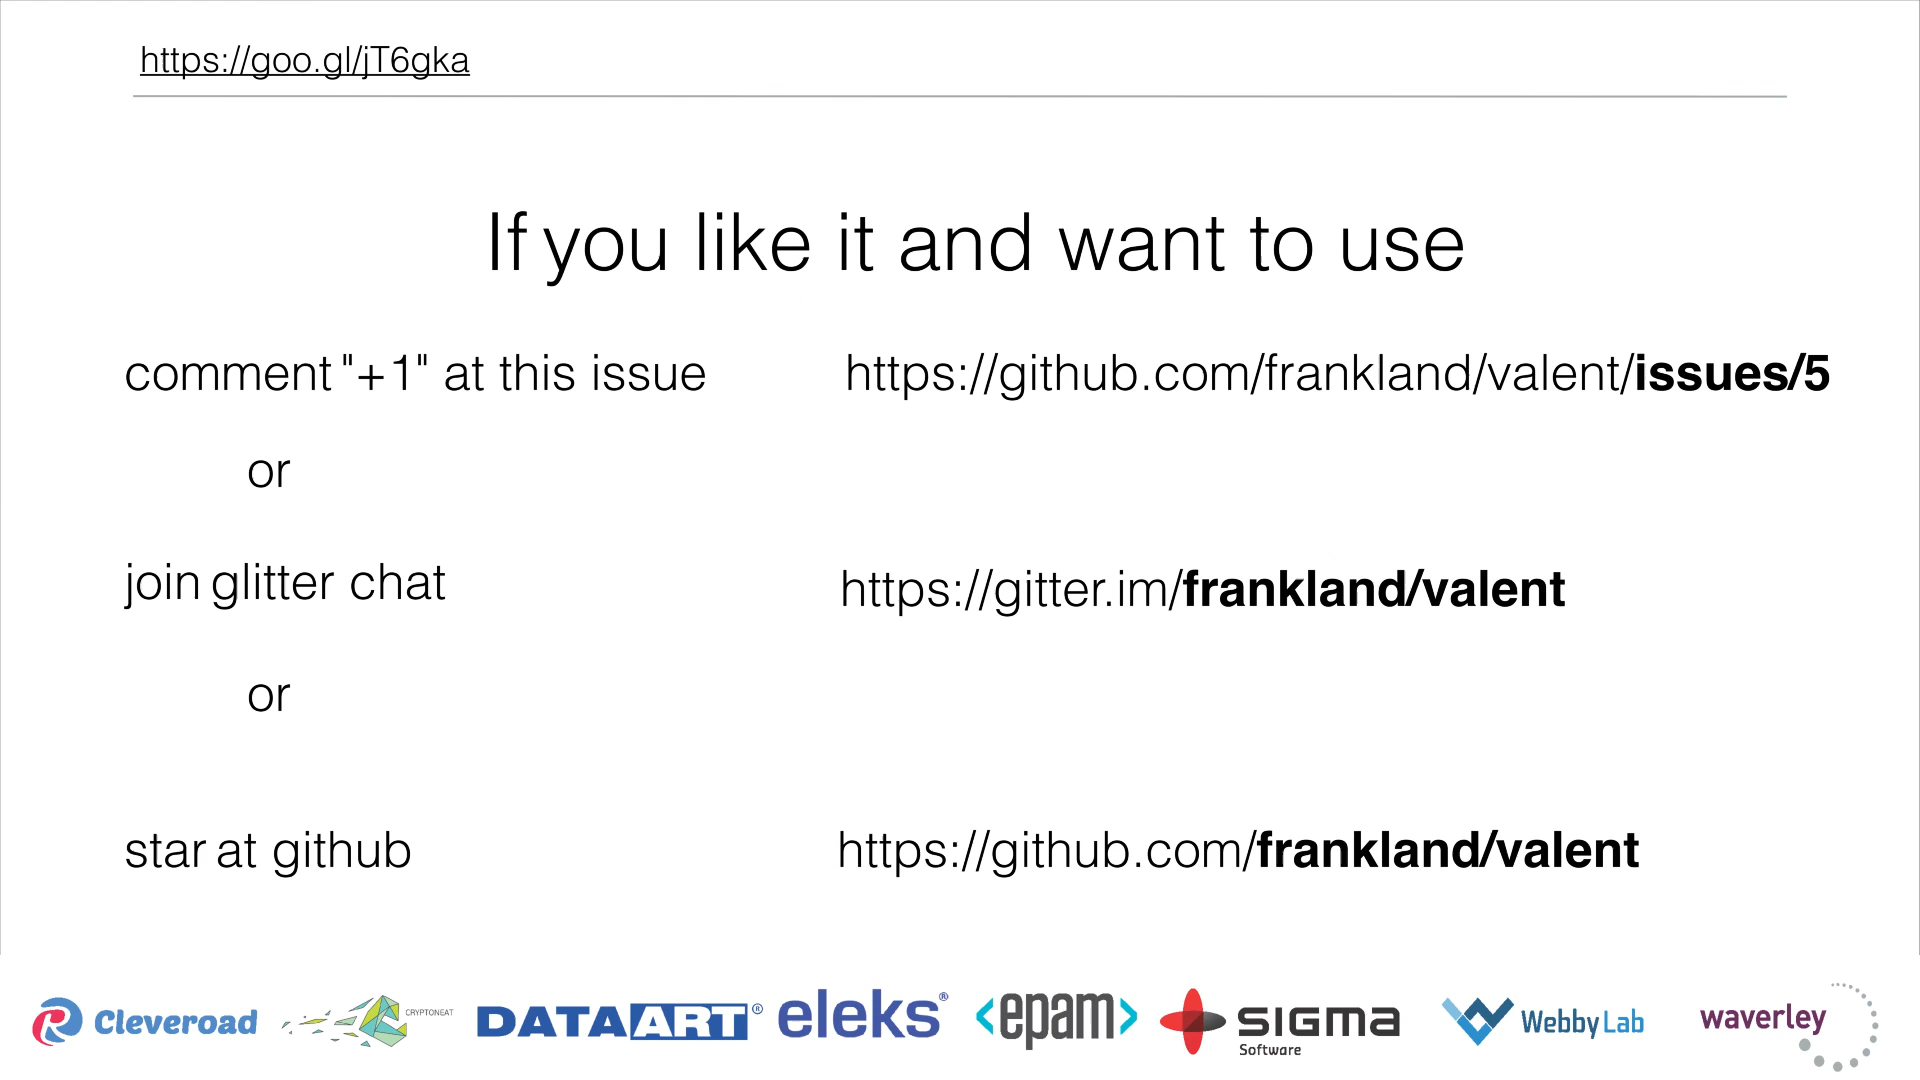 https://goo.gl/jT6gka
If you like it and want to use
comment "+1" at this issue https://github.com/frankland/valent/issues/5
or
join glitter chat https://gitter.im/frankland/valent
or
star at github https://github.com/frankland/valent
Cleveroad CRYPTONEAT DATAART® eleks® <epam> SIGMA Software WebbyLab waverley